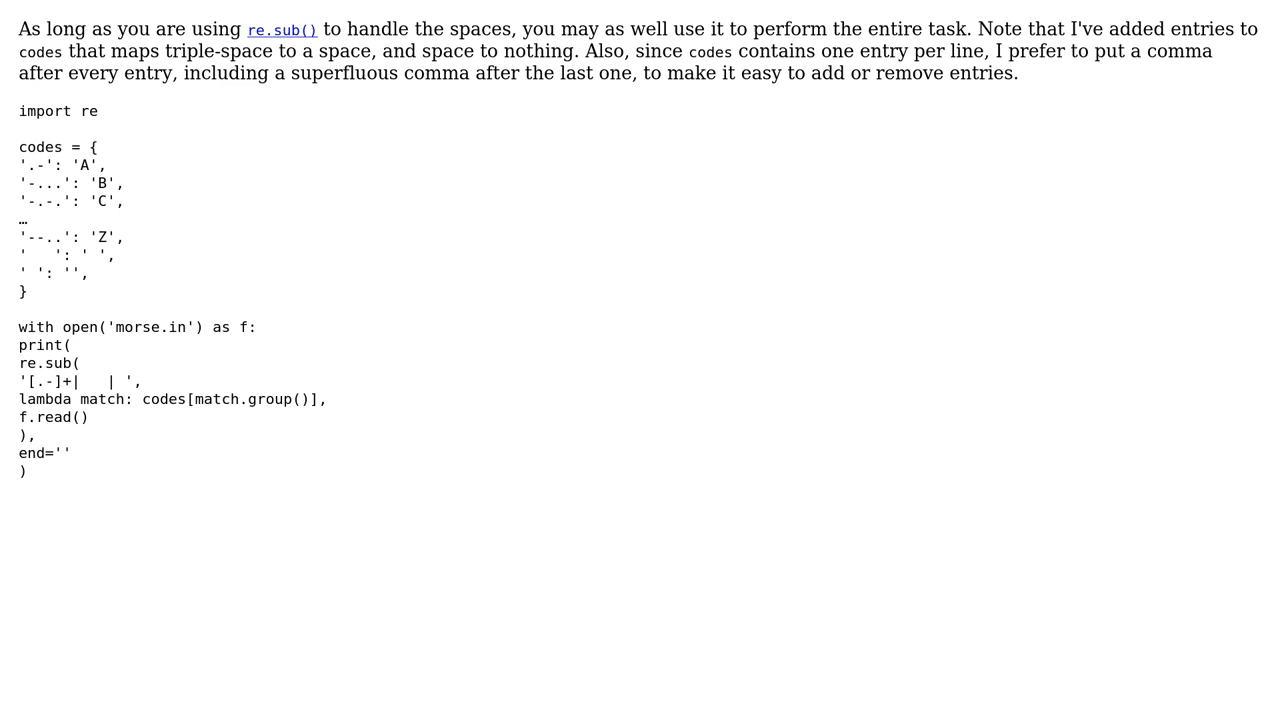 As long as you are using re.sub() to handle the spaces, you may as well use it to perform the entire task. Note that I've added entries to
codes that maps triple-space to a space, and space to nothing. Also, since codes contains one entry per line, I prefer to put a comma
after every entry, including a superfluous comma after the last one, to make it easy to add or remove entries.
import re
codes = {
'.-': 'A',
'-...': 'B',
'-.-.': 'C',
…
'--..': 'Z',
'   ': ' ',
' ': '',
}
with open('morse.in') as f:
print(
re.sub(
'[.-]+|   | ',
lambda match: codes[match.group()],
f.read()
),
end=''
)